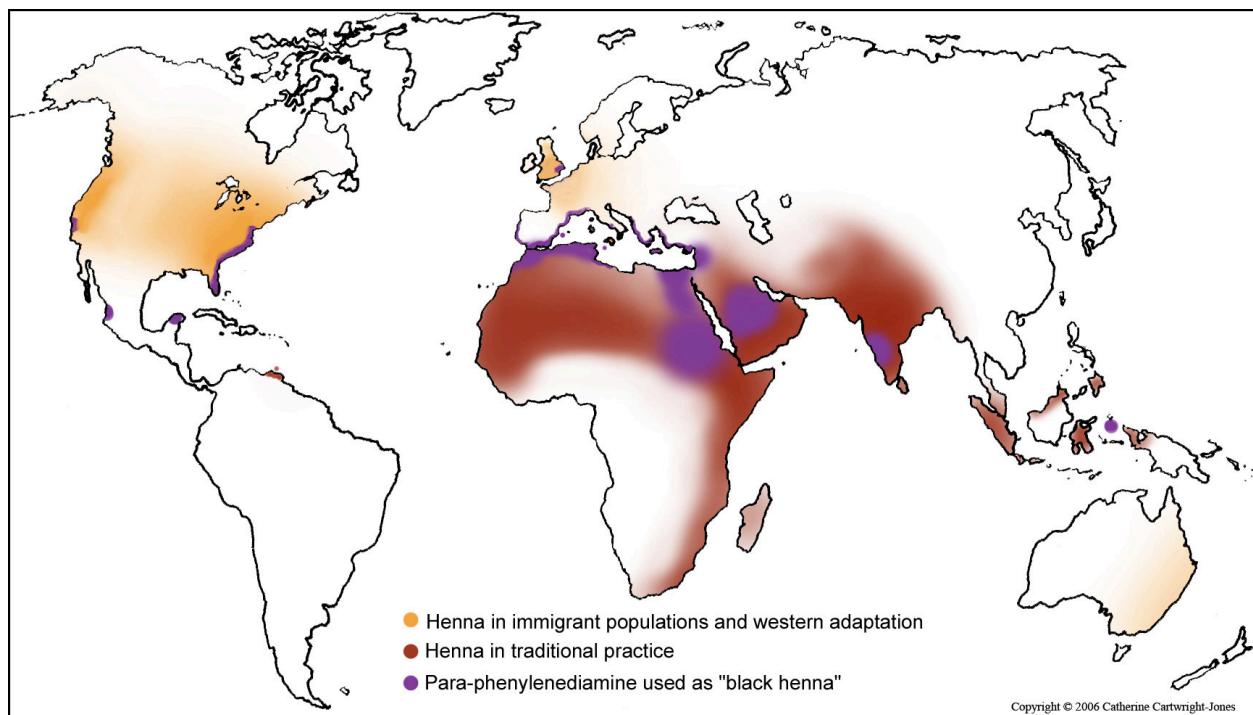 Henna in immigrant populations and western adaptation
Henna in traditional practice
Para-phenylenediamine used as "black henna"
Copyright © 2006 Catherine Cartwright-Jones